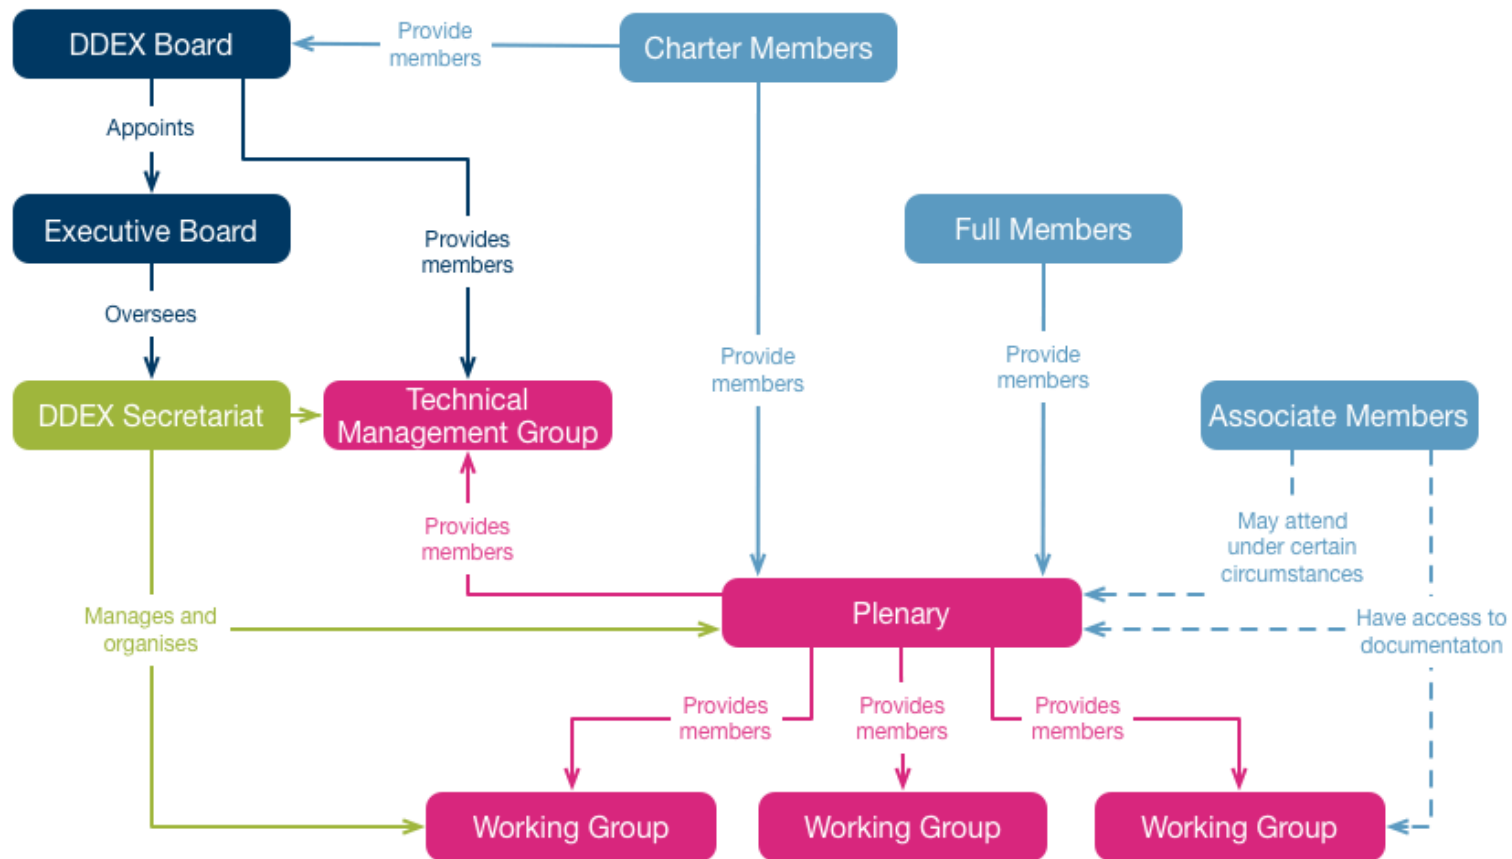 DDEX Board
Provide
members
Charter Members
Appoints
Executive Board
Provides
members
Full Members
Oversees
Provide
members
Provide
members
DDEX Secretariat
Technical
Management Group
Associate Members
Provides
members
May attend
under certain
circumstances
Plenary
Manages and
organises
Have access to
documentaton
Provides
members
Provides
members
Provides
members
Working Group
Working Group
Working Group